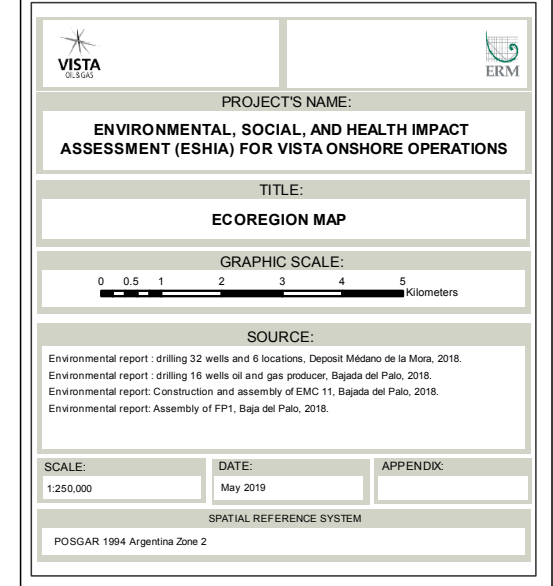 VISTA
OIL & GAS
ERM
PROJECT'S NAME:
ENVIRONMENTAL, SOCIAL, AND HEALTH IMPACT
ASSESSMENT (ESHIA) FOR VISTA ONSHORE OPERATIONS
TITLE:
ECOREGION MAP
GRAPHIC SCALE:
0 0.5 1 2 3 4 5
Kilometers
SOURCE:
Environmental report : drilling 32 wells and 6 locations, Deposit Médano de la Mora, 2018.
Environmental report : drilling 16 wells oil and gas producer, Bajada del Palo, 2018.
Environmental report: Construction and assembly of EMC 11, Bajada del Palo, 2018.
Environmental report: Assembly of FP1, Baja del Palo, 2018.
SCALE: DATE: APPENDIX:
1:250,000 May 2019
SPATIAL REFERENCE SYSTEM
POSGAR 1994 Argentina Zone 2